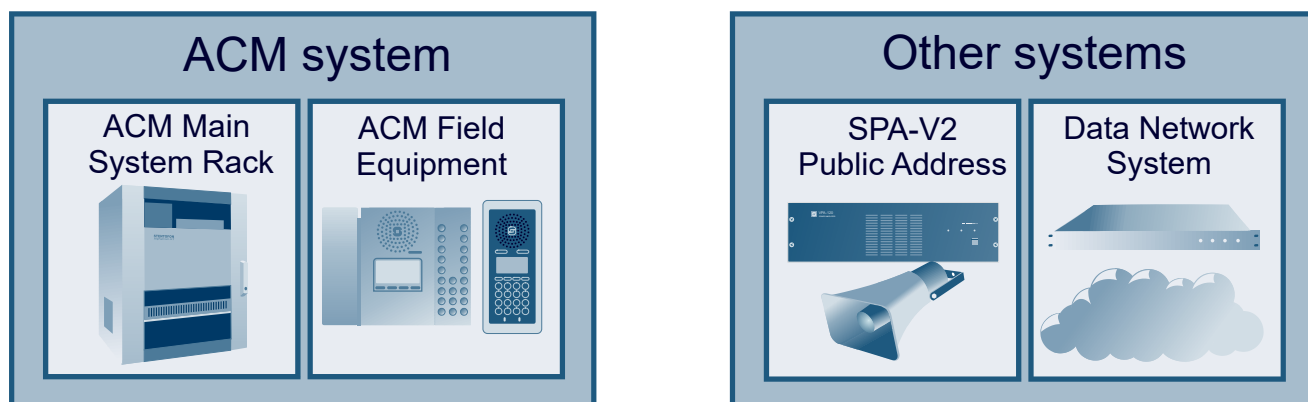 ACM system
ACM Main
System Rack
ACM Field
Equipment
Other systems
SPA-V2
Public Address
Data Network
System